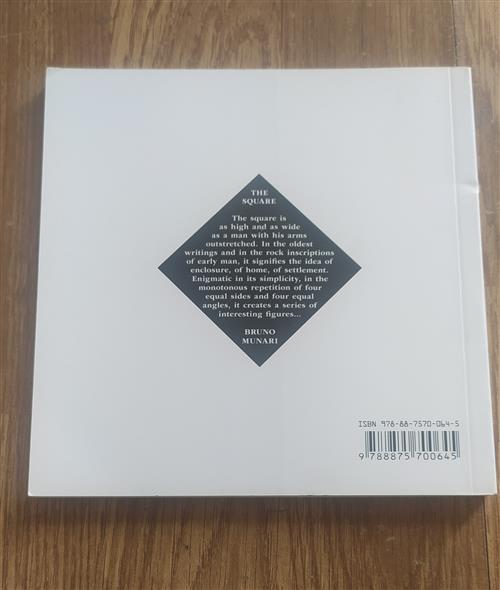 THE
SQUARE
The square is
as high and as wide
as a man with his arms
outstretched. In the oldest
writings and in the rock inscriptions
of early man, it signifies the idea of
enclosure, of home, of settlement.
Enigmatic in its simplicity, in the
monotonous repetition of four
equal sides and four equal
angles, it creates a series of
interesting figures...
BRUNO
MUNARI
ISBN 978-88-7570-064-5
9 788875 700645